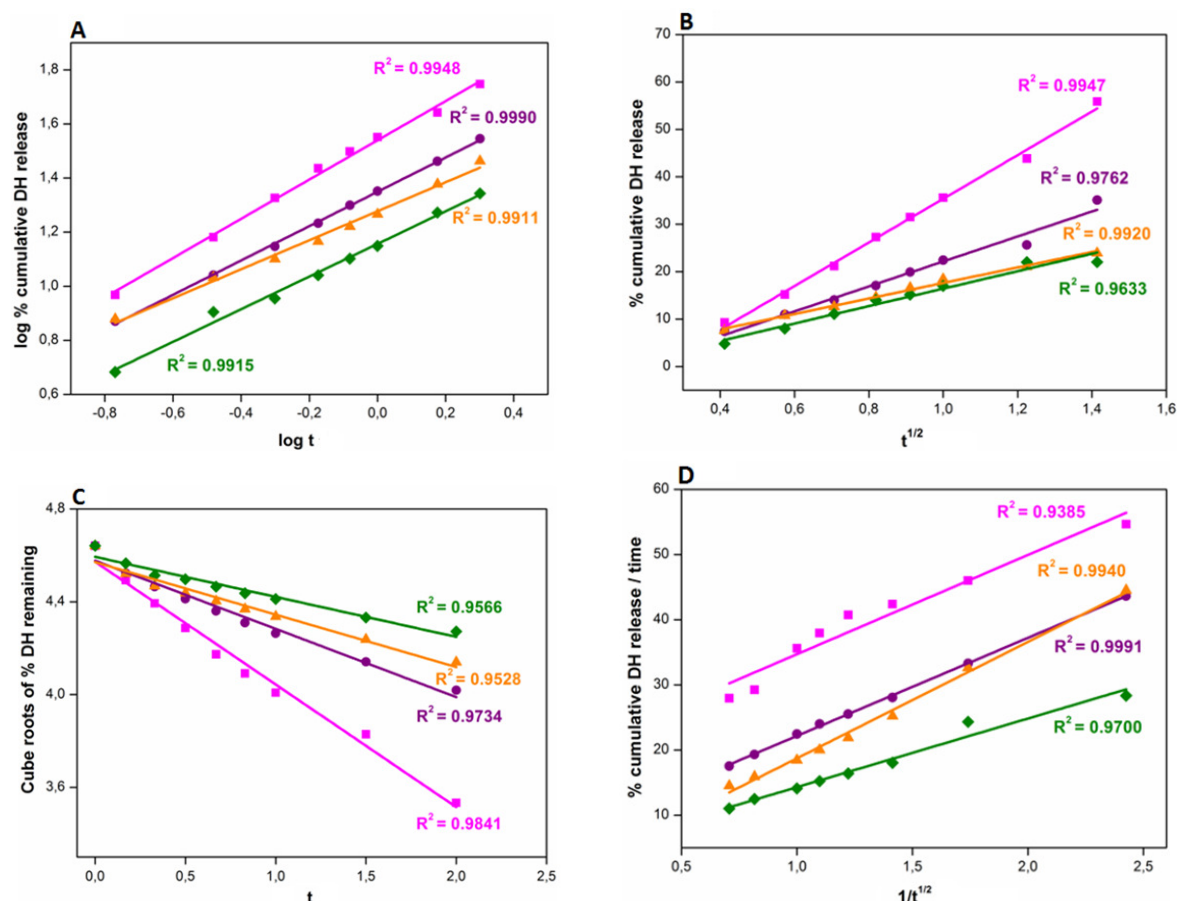 A
log % cumulative DH release
1,8
1,6
1,4
1,2
1,0
0,8
0,6
R² = 0.9948
R² = 0.9990
R² = 0.9911
R² = 0.9915
-0,8 -0,6 -0,4 -0,2 0,0 0,2 0,4
log t
B
% cumulative DH release
70
60
50
40
30
20
10
0
R² = 0.9947
R² = 0.9762
R² = 0.9920
R² = 0.9633
0,4 0,6 0,8 1,0 1,2 1,4 1,6
t^1/2
C
Cube roots of % DH remaining
4,8
4,4
4,0
3,6
R² = 0.9566
R² = 0.9528
R² = 0.9734
R² = 0.9841
0,0 0,5 1,0 1,5 2,0 2,5
t
D
% cumulative DH release / time
60
50
40
30
20
10
R² = 0.9385
R² = 0.9940
R² = 0.9991
R² = 0.9700
0,5 1,0 1,5 2,0 2,5
1/t^1/2